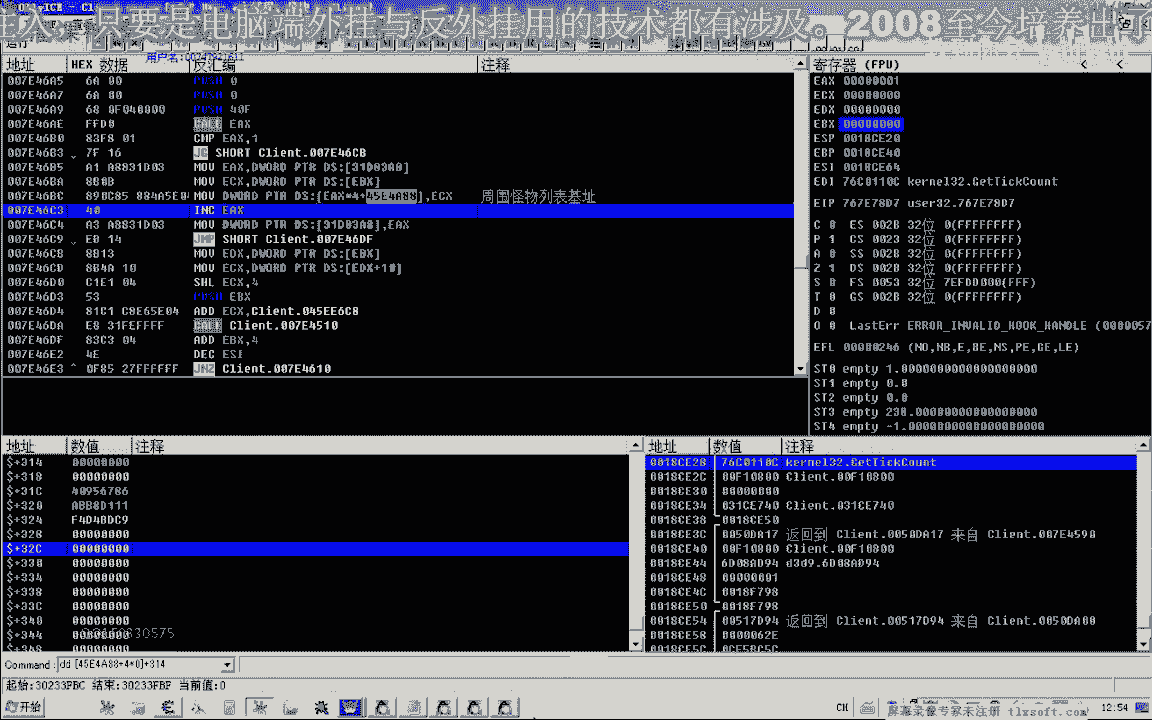 主入，只要是电脑端外挂与反外挂用的技术都有涉及。2008至今培养出了
地址 HEX 数据 反汇编 注释
007E46A5 6A 00 PUSH 0
007E46A7 6A 00 PUSH 0
007E46A9 68 0F040000 PUSH 40F
007E46AE FFD0 CALL EAX
007E46B0 83F8 01 CMP EAX,1
007E46B3 7F 16 JG SHORT Client.007E46CB
007E46B5 A1 A8031D03 MOV EAX,DWORD PTR DS:[31D03A8]
007E46BA 8B0B MOV ECX,DWORD PTR DS:[EBX]
007E46BC 890C85 884A5E04 MOV DWORD PTR DS:[EAX*4+45E4A88],ECX 周围怪物列表基址
007E46C3 40 INC EAX
007E46C4 A3 A8031D03 MOV DWORD PTR DS:[31D03A8],EAX
007E46C9 EB 14 JMP SHORT Client.007E46DF
007E46CB 8B13 MOV EDX,DWORD PTR DS:[EBX]
007E46CD 8B4A 10 MOV ECX,DWORD PTR DS:[EDX+10]
007E46D0 C1E1 04 SHL ECX,4
007E46D3 53 PUSH EBX
007E46D4 81C1 C8E65E04 ADD ECX,Client.045EE6C8
007E46DA E8 31FEFFFF CALL Client.007E4510
007E46DF 83C3 04 ADD EBX,4
007E46E2 4E DEC ESI
007E46E3 ^ 0F85 27FFFFFF JNZ Client.007E4610
寄存器 (FPU) < <
EAX 00000001
ECX 00000000
EDX 00000000
EBX 00000000
ESP 0018CE28
EBP 0018CE40
ESI 0018CE64
EDI 76C0110C kernel32.GetTickCount
EIP 767E78D7 user32.767E78D7
C 0 ES 002B 32位 0(FFFFFFFF)
P 1 CS 0023 32位 0(FFFFFFFF)
A 0 SS 002B 32位 0(FFFFFFFF)
Z 1 DS 002B 32位 0(FFFFFFFF)
S 0 FS 0053 32位 7EFDD000(FFF)
T 0 GS 002B 32位 0(FFFFFFFF)
D 0
O 0 LastErr ERROR_INVALID_HOOK_HANDLE (0000057
EFL 00000246 (NO,NB,E,BE,NS,PE,GE,LE)
ST0 empty 1.0000000000000000000
ST1 empty 0.0
ST2 empty 0.0
ST3 empty 238.00000000000000000
ST4 empty -1.0000000000000000000
地址 数值 注释
$+314 00000000
$+318 00000000
$+31C 40956786
$+320 ABB8D111
$+324 F4D48DC9
$+328 00000000
$+32C 00000000
$+330 00000000
$+334 00000000
$+338 00000000
$+33C 00000000
$+340 00000000
$+344 00000000
$+348 00000000
地址 数值 注释
0018CE28 76C0110C kernel32.GetTickCount
0018CE2C 00F10800 Client.00F10800
0018CE30 00000000
0018CE34 031CE740 Client.031CE740
0018CE38 0018CE50
0018CE3C 0050DA17 返回到 Client.0050DA17 来自 Client.007E4590
0018CE40 00F10800 Client.00F10800
0018CE44 6D08AD94 d3d9.6D08AD94
0018CE48 00000001
0018CE4C 0018F798
0018CE50 0018F798
0018CE54 00517D94 返回到 Client.00517D94 来自 Client.0050DA00
0018CE58 0000062E
0018CE5C 0CE58C5C
Command: dd [45E4A88+4*0]+314
起始:30233FBC 结束:30233FBF 当前值:0
开始
CH
12:54
屏幕录像专家未注册 tlxsoft.com